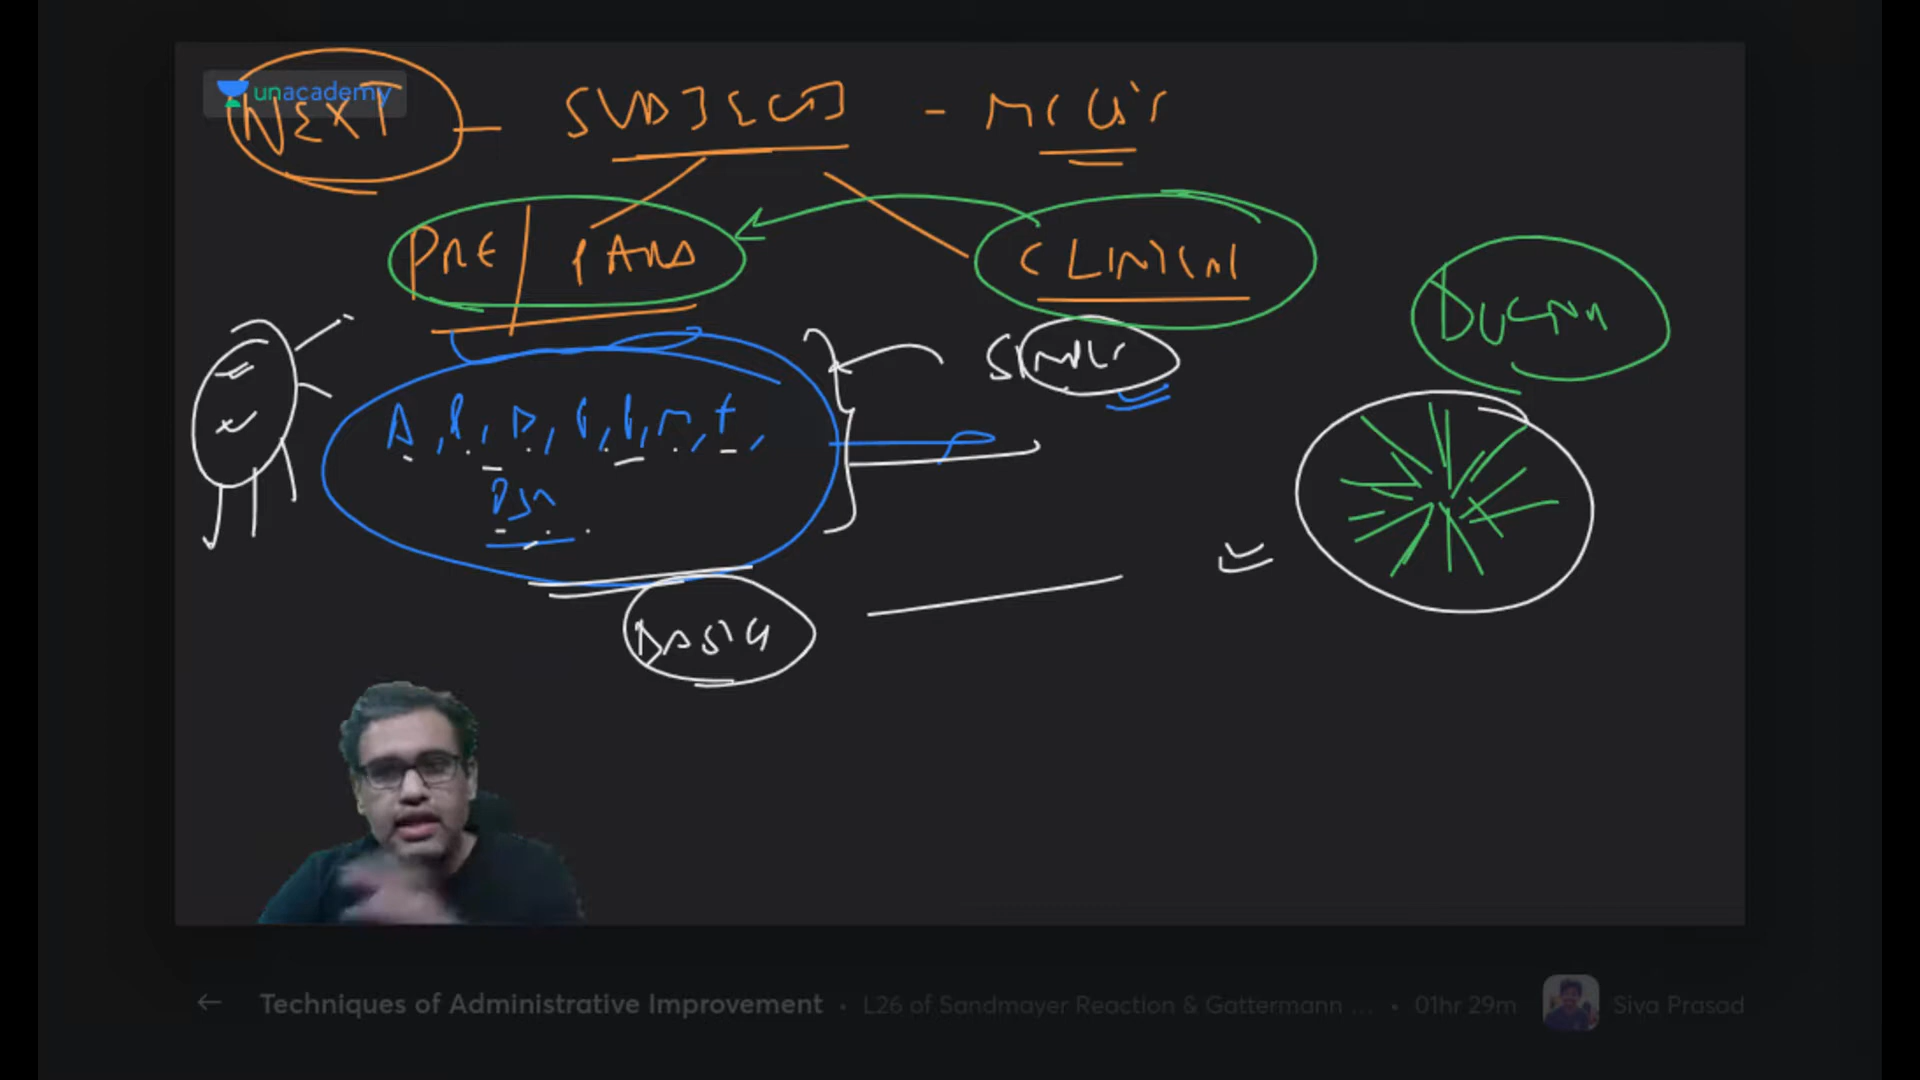 unacademy
NEXT - SUBJECTS - MCQ's
PRE / PARA CLINICAL
A, P, B, P, P, M, F,
PSM
BASIC
← Techniques of Administrative Improvement • L26 of Sandmayer Reaction & Gattermann ... • 01hr 29m Siva Prasad